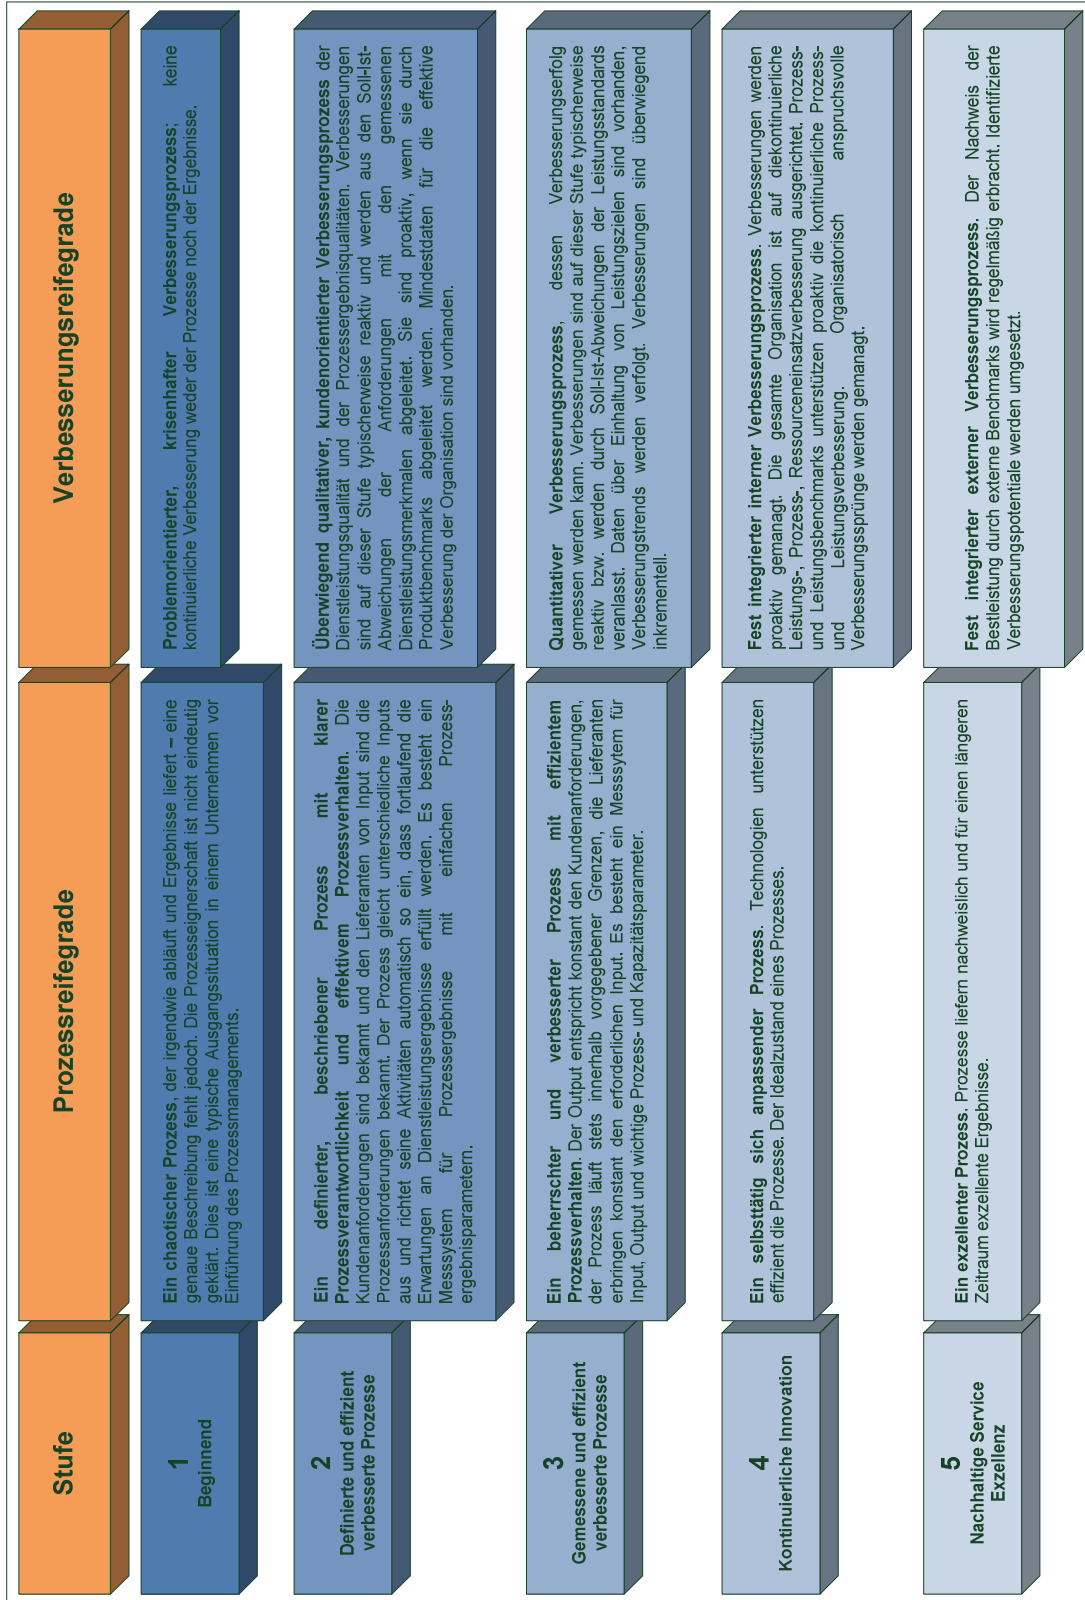 Stufe
Prozessreifegrade
Verbesserungsreifegrade
1
Beginnend
Ein chaotischer Prozess, der irgendwie abläuft und Ergebnisse liefert – eine
genaue Beschreibung fehlt jedoch. Die Prozesseignerschaft ist nicht eindeutig
geklärt. Dies ist eine typische Ausgangssituation in einem Unternehmen vor
Einführung des Prozessmanagements.
Problemorientierter, krisenhafter Verbesserungsprozess; keine
kontinuierliche Verbesserung weder der Prozesse noch der Ergebnisse.
2
Definierte und effizient
verbesserte Prozesse
Ein definierter, beschriebener Prozess mit klarer
Prozessverantwortlichkeit und effektivem Prozessverhalten. Die
Kundenanforderungen sind bekannt und den Lieferanten von Input sind die
Prozessanforderungen bekannt. Der Prozess gleicht unterschiedliche Inputs
aus und richtet seine Aktivitäten automatisch so ein, dass fortlaufend die
Erwartungen an Dienstleistungsergebnisse erfüllt werden. Es besteht ein
Messsystem für Prozessergebnisse mit einfachen Prozess-
ergebnisparametern.
Überwiegend qualitativer, kundenorientierter Verbesserungsprozess der
Dienstleistungsqualität und der Prozessergebnisqualitäten. Verbesserungen
sind auf dieser Stufe typischerweise reaktiv und werden aus den Soll-Ist-
Abweichungen der Anforderungen mit den gemessenen
Dienstleistungsmerkmalen abgeleitet. Sie sind proaktiv, wenn sie durch
Produktbenchmarks abgeleitet werden. Mindestdaten für die effektive
Verbesserung der Organisation sind vorhanden.
3
Gemessene und effizient
verbesserte Prozesse
Ein beherrschter und verbesserter Prozess mit effizientem
Prozessverhalten. Der Output entspricht konstant den Kundenanforderungen,
der Prozess läuft stets innerhalb vorgegebener Grenzen, die Lieferanten
erbringen konstant den erforderlichen Input. Es besteht ein Messsystem für
Input, Output und wichtige Prozess- und Kapazitätsparameter.
Quantitativer Verbesserungsprozess, dessen Verbesserungserfolg
gemessen werden kann. Verbesserungen sind auf dieser Stufe typischerweise
reaktiv bzw. werden durch Soll-Ist-Abweichungen der Leistungsstandards
veranlasst. Daten über Einhaltung von Leistungszielen sind vorhanden,
Verbesserungstrends werden verfolgt. Verbesserungen sind überwiegend
inkrementell.
4
Kontinuierliche Innovation
Ein selbsttätig sich anpassender Prozess. Technologien unterstützen
effizient die Prozesse. Der Idealzustand eines Prozesses.
Fest integrierter interner Verbesserungsprozess. Verbesserungen werden
proaktiv gemanagt. Die gesamte Organisation ist auf diekontinuierliche
Leistungs-, Prozess-, Ressourceneinsatzverbesserung ausgerichtet. Prozess-
und Leistungsbenchmarks unterstützen proaktiv die kontinuierliche Prozess-
und Leistungsverbesserung. Organisatorisch anspruchsvolle
Verbesserungssprünge werden gemanagt.
5
Nachhaltige Service
Exzellenz
Ein exzellenter Prozess. Prozesse liefern nachweislich und für einen längeren
Zeitraum exzellente Ergebnisse.
Fest integrierter externer Verbesserungsprozess. Der Nachweis der
Bestleistung durch externe Benchmarks wird regelmäßig erbracht. Identifizierte
Verbesserungspotentiale werden umgesetzt.